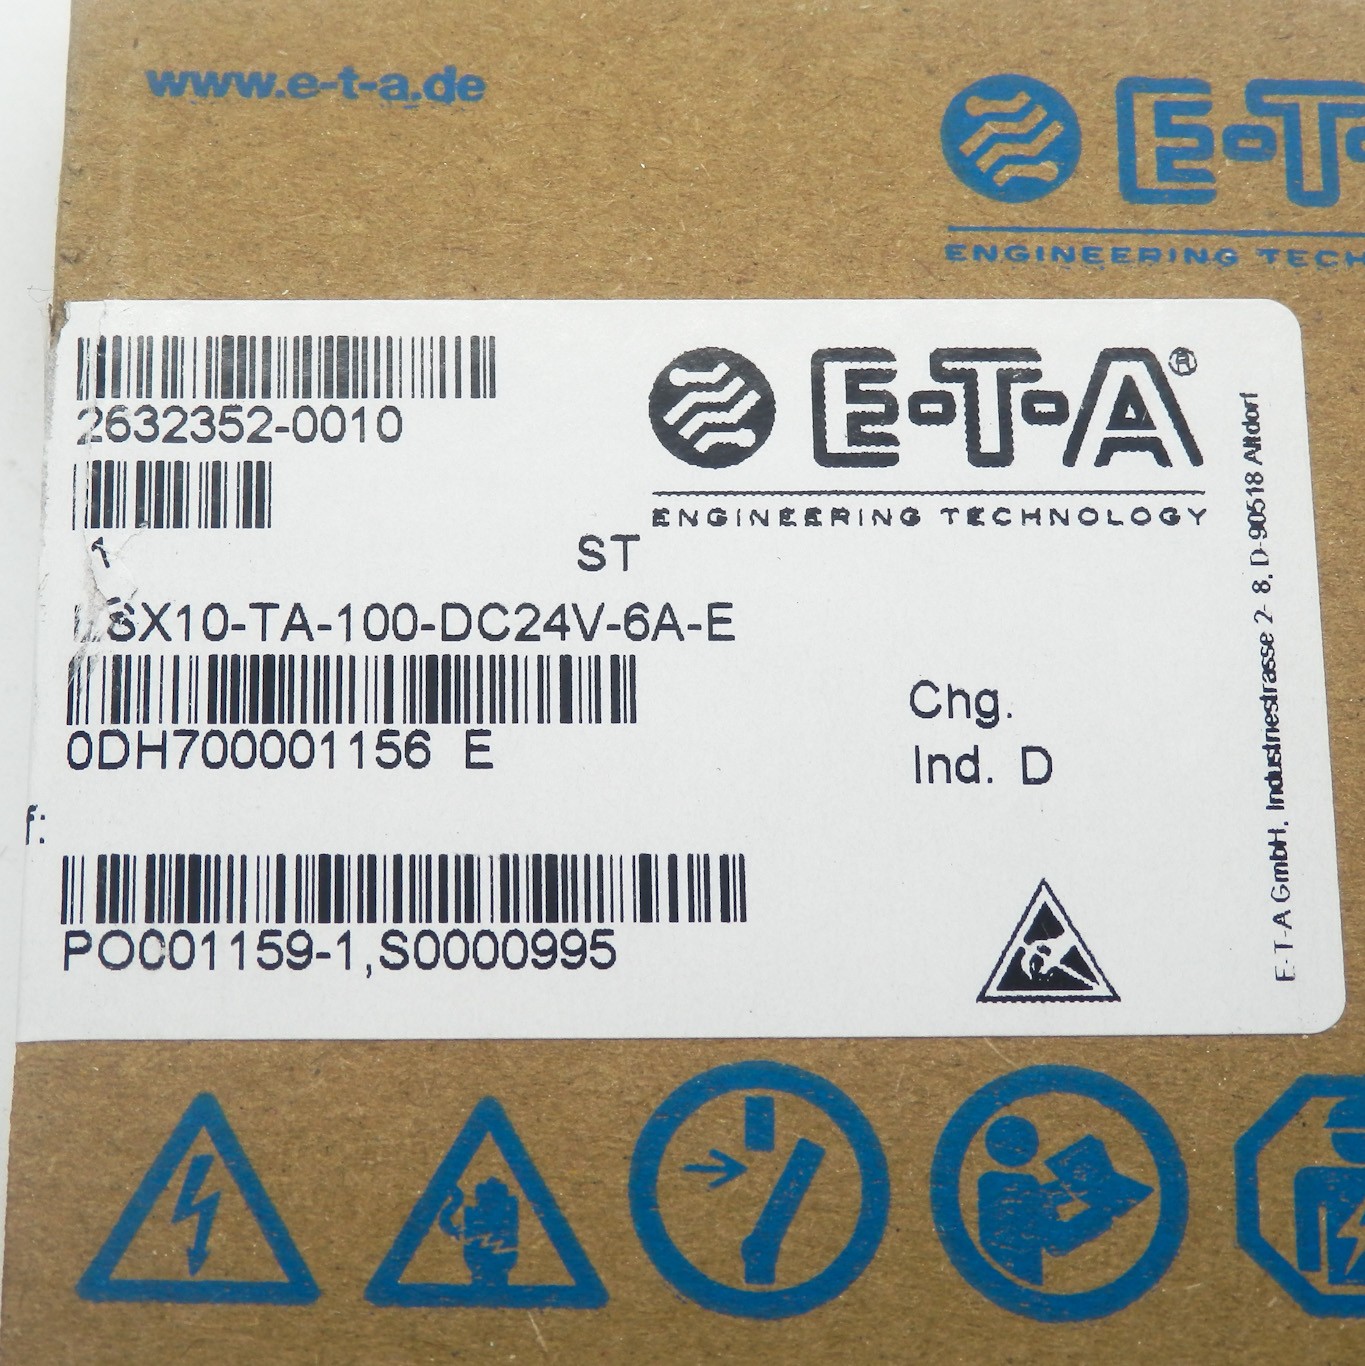 www.e-t-a.de
E-T-
ENGINEERING TECH
2632352-0010
E-T-A®
ENGINEERING TECHNOLOGY
ST
SX10-TA-100-DC24V-6A-E
0DH700001156 E
Chg.
Ind. D
f:
PO001159-1,S0000995
E-T-A GmbH, Industriestrasse 2-8, D-90518 Altdorf